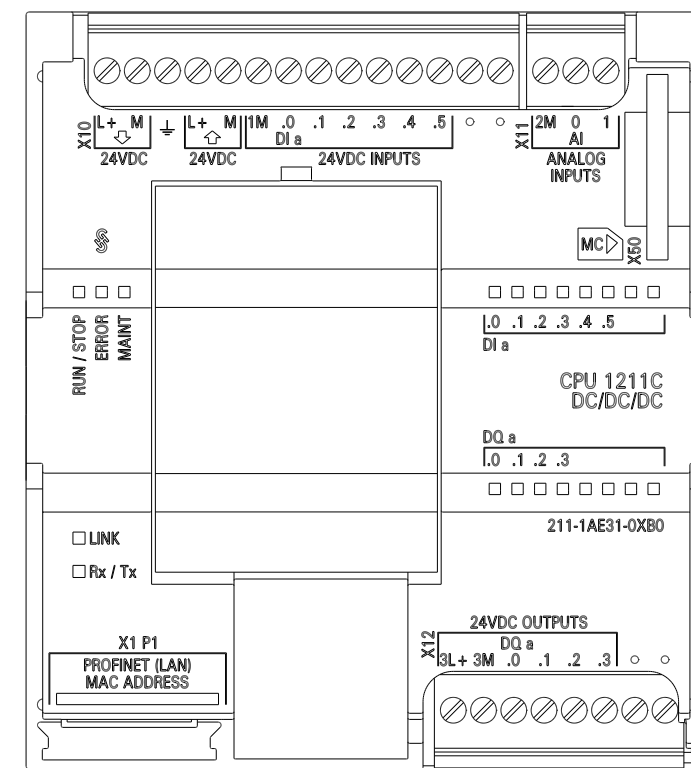 X10
L+ M
24VDC
L+ M
24VDC
1M .0 .1 .2 .3 .4 .5
DI a
24VDC INPUTS
X11
2M 0 1
AI
ANALOG
INPUTS
MC
X50
RUN / STOP
ERROR
MAINT
.0 .1 .2 .3 .4 .5
DI a
CPU 1211C
DC/DC/DC
DQ a
.0 .1 .2 .3
211-1AE31-0XB0
LINK
Rx / Tx
X1 P1
PROFINET (LAN)
MAC ADDRESS
24VDC OUTPUTS
X12
DQ a
3L+ 3M .0 .1 .2 .3